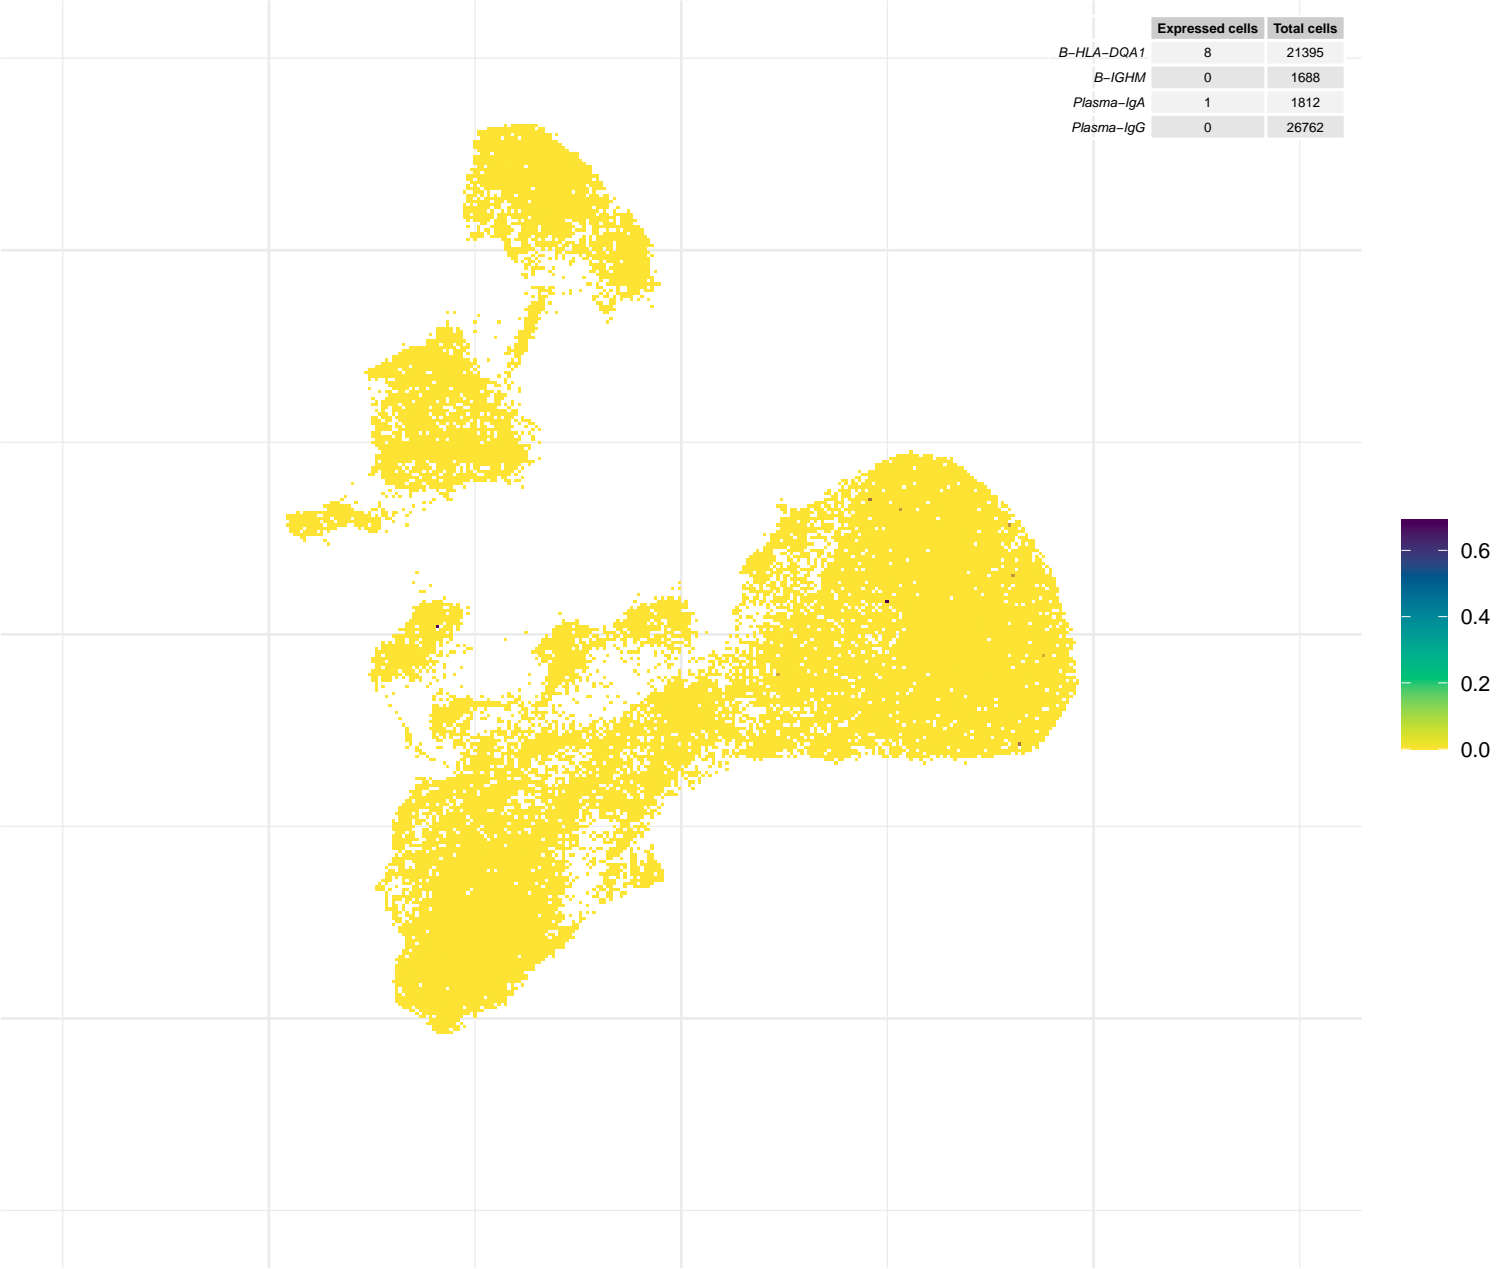 Expressed cells Total cells
B−HLA−DQA1 8 21395
B−IGHM 0 1688
Plasma−IgA 1 1812
Plasma−IgG 0 26762
0.6
0.4
0.2
0.0